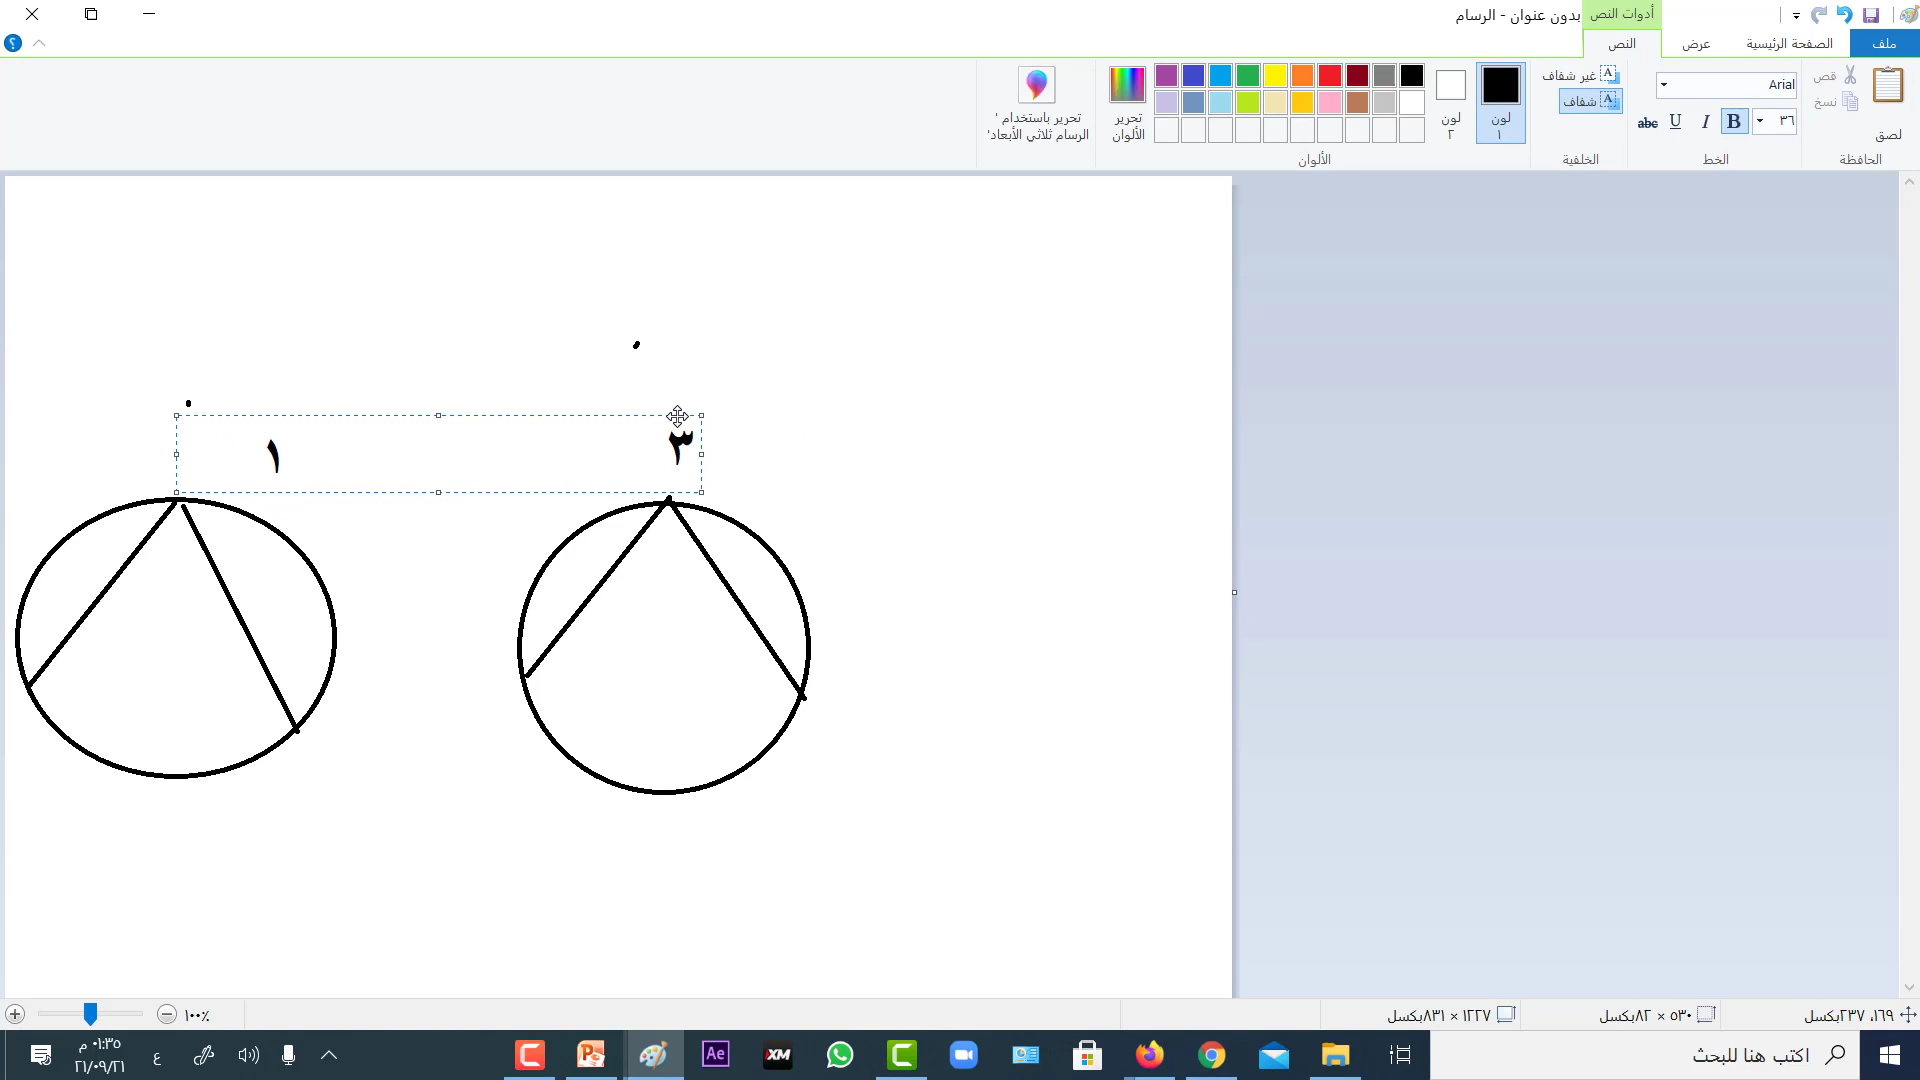 بدون عنوان - الرسام
أدوات النص
ملف
الصفحة الرئيسية
عرض
النص
لصق
قص
نسخ
الحافظة
Arial
٣٦
B I U abc
الخط
غير شفاف
شفاف
الخلفية
لون
١
لون
٢
تحرير
الألوان
الألوان
تحرير باستخدام '
الرسام ثلاثي الأبعاد'
٣
١
١٦٩، ٢٣٧بكسل
٥٣٠ × ٨٢بكسل
١٢٢٧ × ٨٣١بكسل
١٠٠٪
اكتب هنا للبحث
Ae
XM
ع
٠١:٣٥ م
٢١/٠٩/٢١